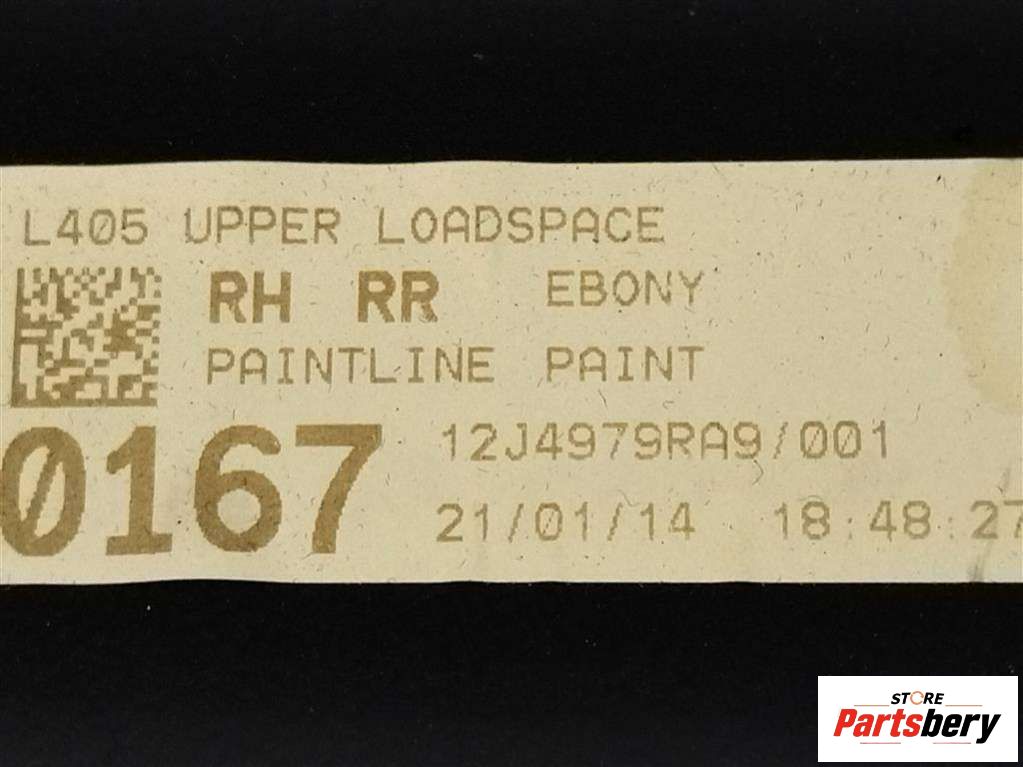 L405 UPPER LOADSPACE
RH RR EBONY
PAINTLINE PAINT
0167 12J4979RA9/001
21/01/14 18:48:27
STORE
Partsbery